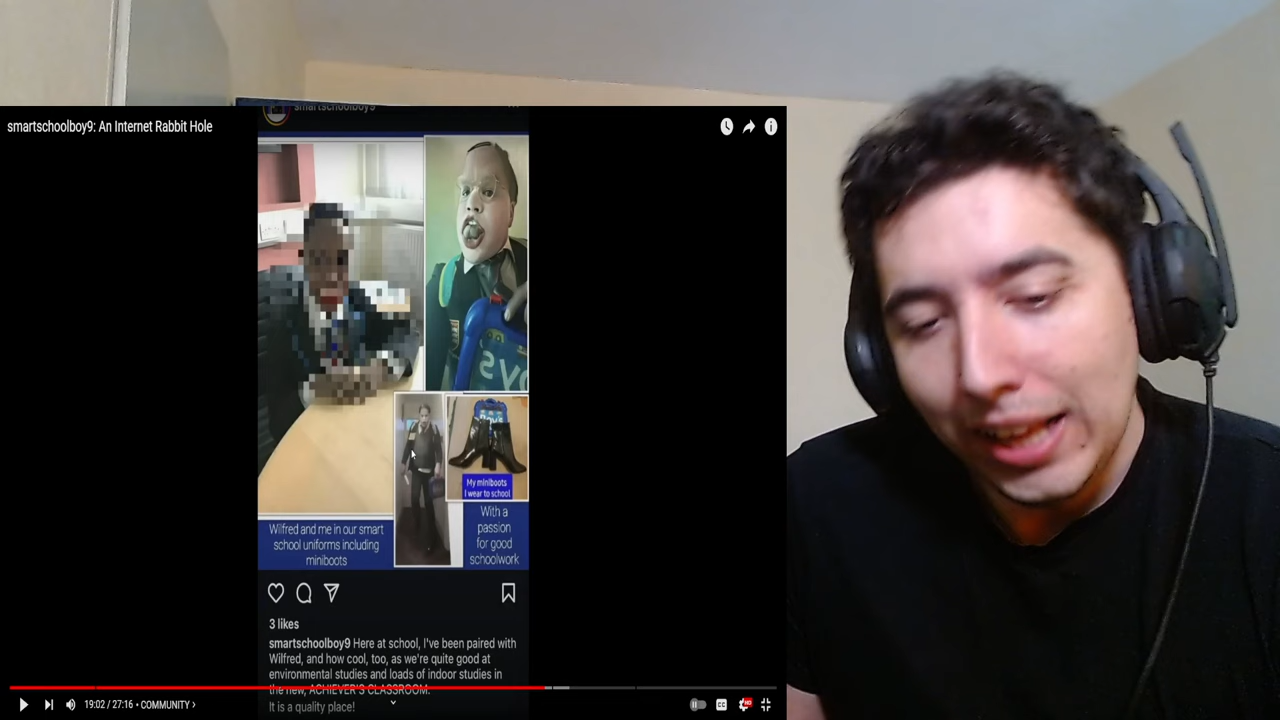 smartschoolboy9
smartschoolboy9: An Internet Rabbit Hole
My miniboots
I wear to school
Wilfred and me in our smart
school uniforms including
miniboots
With a
passion
for good
schoolwork
3 likes
smartschoolboy9 Here at school, I've been paired with
Wilfred, and how cool, too, as we're quite good at
environmental studies and loads of indoor studies in
the new, ACHIEVER'S CLASSROOM.
It is a quality place!
19:02 / 27:16 • COMMUNITY ›
CC
HD